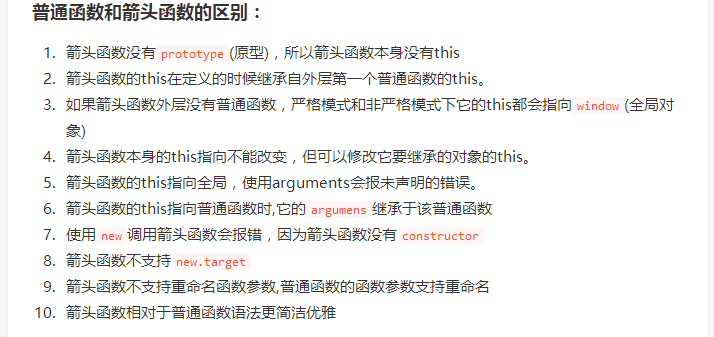 普通函数和箭头函数的区别：
1. 箭头函数没有 prototype (原型)，所以箭头函数本身没有this
2. 箭头函数的this在定义的时候继承自外层第一个普通函数的this。
3. 如果箭头函数外层没有普通函数，严格模式和非严格模式下它的this都会指向 window (全局对
象)
4. 箭头函数本身的this指向不能改变，但可以修改它要继承的对象的this。
5. 箭头函数的this指向全局，使用arguments会报未声明的错误。
6. 箭头函数的this指向普通函数时,它的 argumens 继承于该普通函数
7. 使用 new 调用箭头函数会报错，因为箭头函数没有 constructor
8. 箭头函数不支持 new.target
9. 箭头函数不支持重命名函数参数,普通函数的函数参数支持重命名
10. 箭头函数相对于普通函数语法更简洁优雅